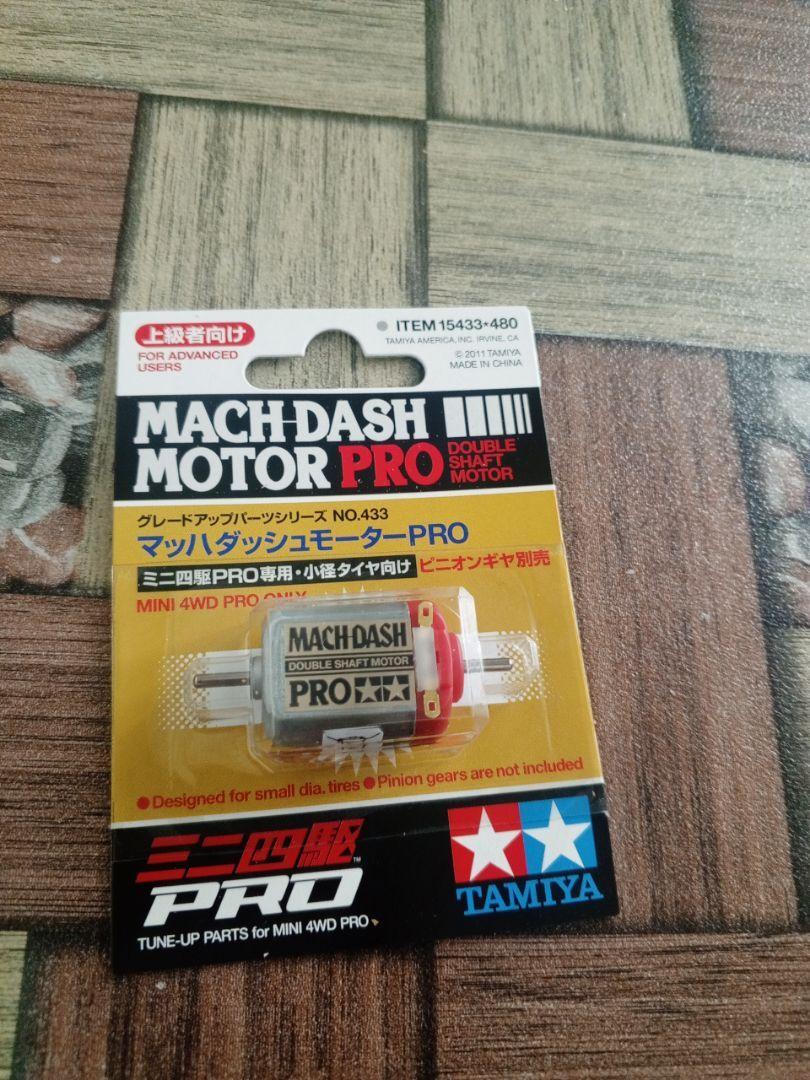 上級者向け
FOR ADVANCED
USERS
ITEM 15433★480
TAMIYA AMERICA, INC. IRVINE, CA
© 2011 TAMIYA
MADE IN CHINA
MACH-DASH
MOTOR PRO
DOUBLE
SHAFT
MOTOR
グレードアップパーツシリーズ NO.433
マッハダッシュモーターPRO
ミニ四駆PRO専用・小径タイヤ向け ピニオンギヤ別売
MINI 4WD PRO ONLY
MACH-DASH
DOUBLE SHAFT MOTOR
PRO
●Designed for small dia. tires ●Pinion gears are not included
ミニ四駆
PRO
TM
TUNE-UP PARTS for MINI 4WD PRO
TAMIYA